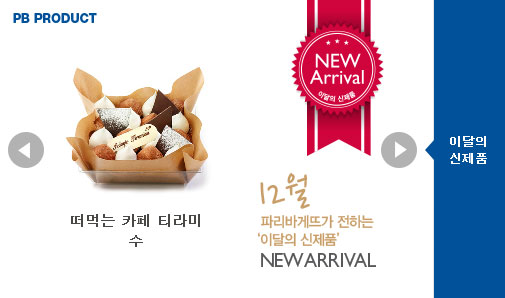 PB PRODUCT
NEW
Arrival
이달의 신제품
떠먹는 카페 티라미
수
12월
파리바게뜨가 전하는
'이달의 신제품'
NEW ARRIVAL
이달의
신제품